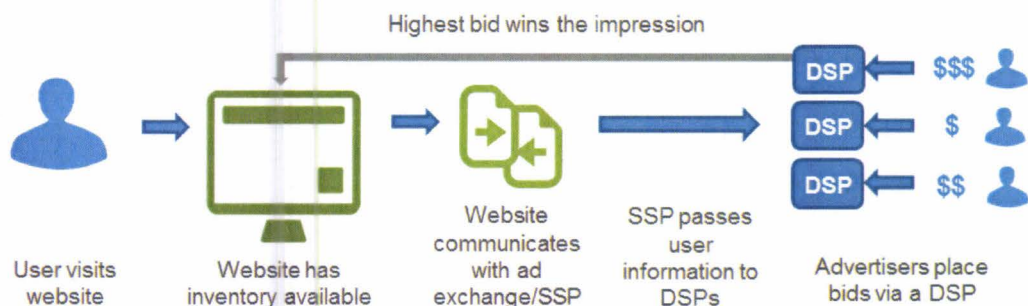 Highest bid wins the impression
DSP
$$$
DSP
$
DSP
$$
User visits
website
Website has
inventory available
Website
communicates
with ad
exchange/SSP
SSP passes
user
information to
DSPs
Advertisers place
bids via a DSP